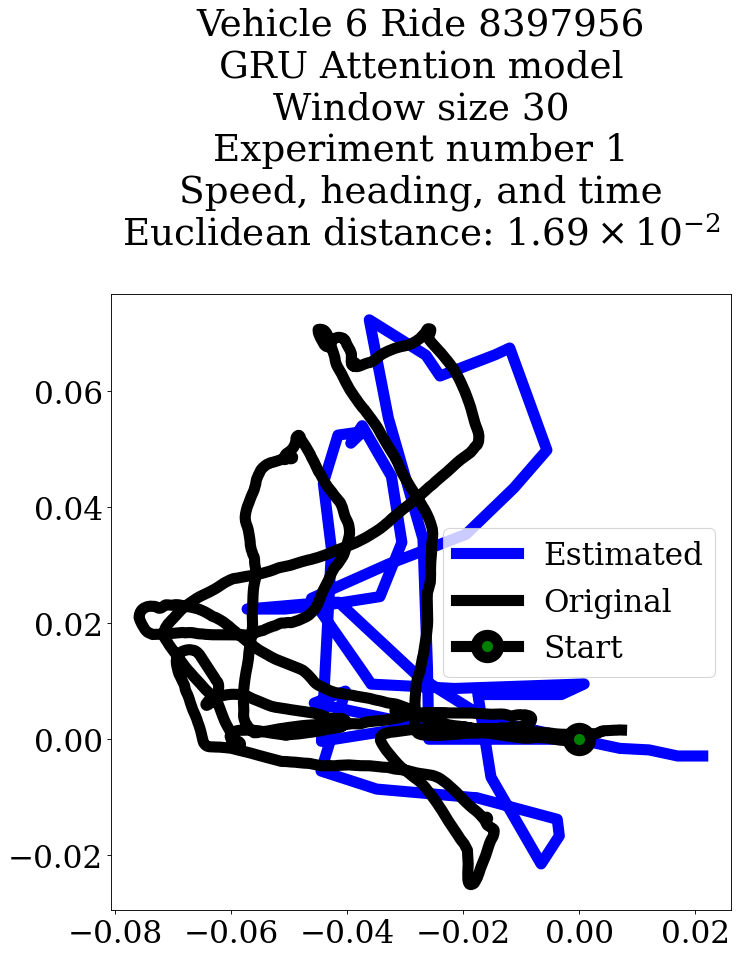 Vehicle 6 Ride 8397956
GRU Attention model
Window size 30
Experiment number 1
Speed, heading, and time
Euclidean distance: 1.69 × 10⁻²
0.06
0.04
0.02
0.00
−0.02
Estimated
Original
Start
−0.08 −0.06 −0.04 −0.02 0.00 0.02